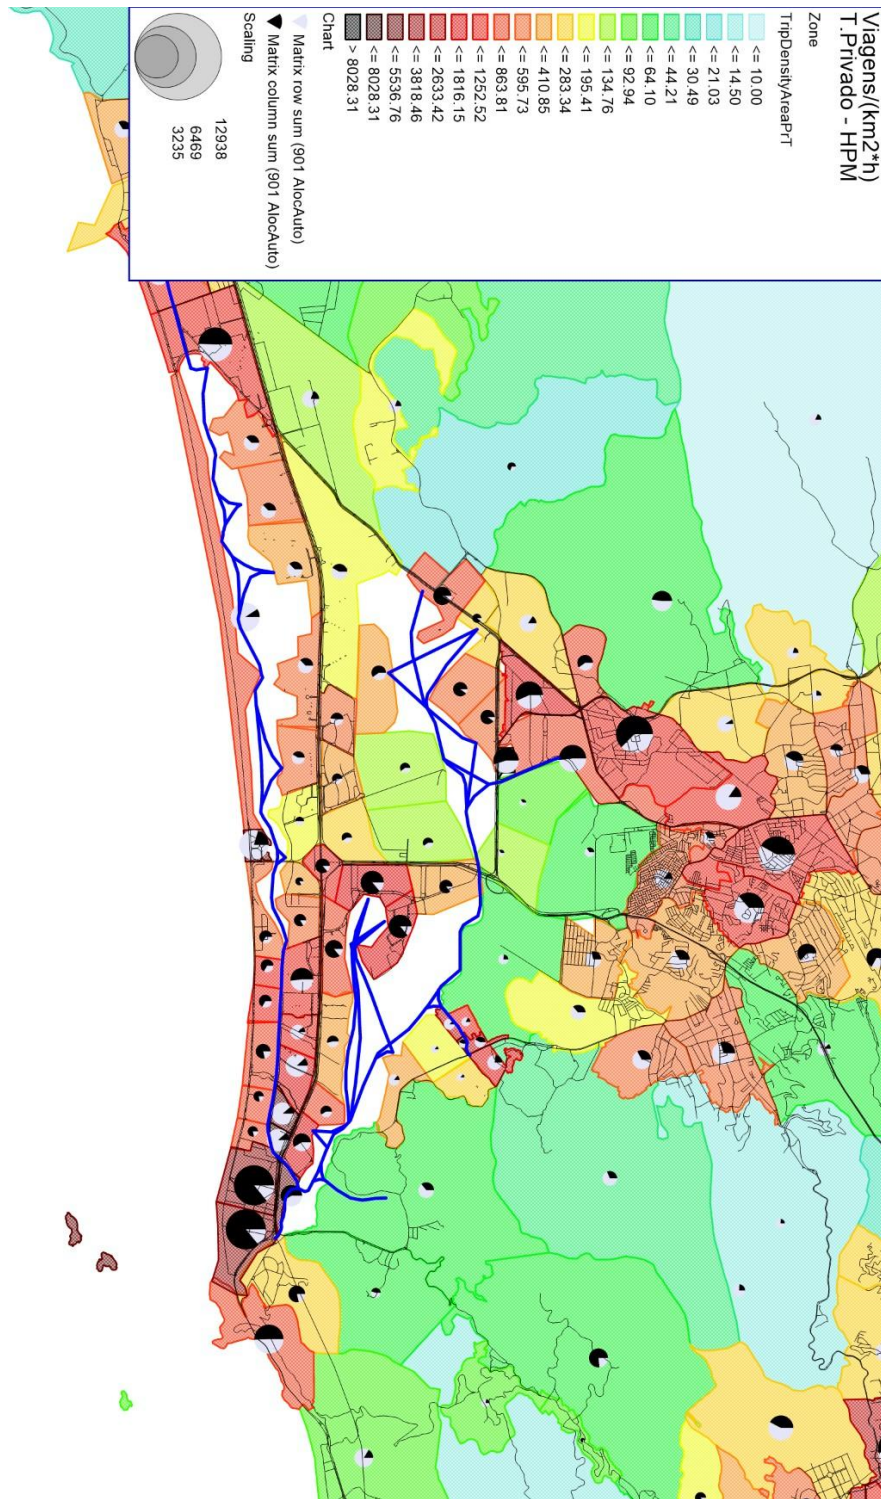 Viagens/(km2*h)
T.Privado - HPM
Zone
TripDensityAreaPrT
<= 10.00
<= 14.50
<= 21.03
<= 30.49
<= 44.21
<= 64.10
<= 92.94
<= 134.76
<= 195.41
<= 283.34
<= 410.85
<= 595.73
<= 863.81
<= 1252.52
<= 1816.15
<= 2633.42
<= 3818.46
<= 5536.76
<= 8028.31
> 8028.31
Chart
Matrix row sum (901 AlocAuto)
Matrix column sum (901 AlocAuto)
Scaling
12938
6469
3235